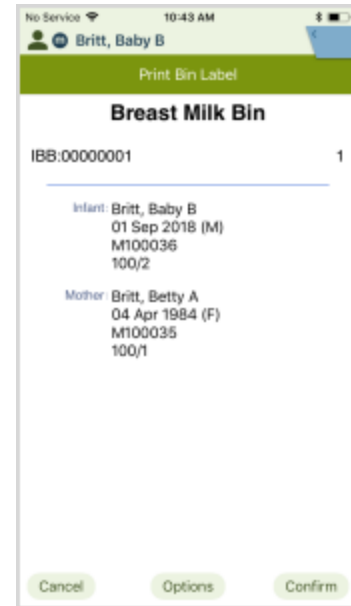 No Service 10:43 AM
m Britt, Baby B
Print Bin Label
Breast Milk Bin
IBB:00000001 1
Infant: Britt, Baby B
01 Sep 2018 (M)
M100036
100/2
Mother: Britt, Betty A
04 Apr 1984 (F)
M100035
100/1
Cancel Options Confirm